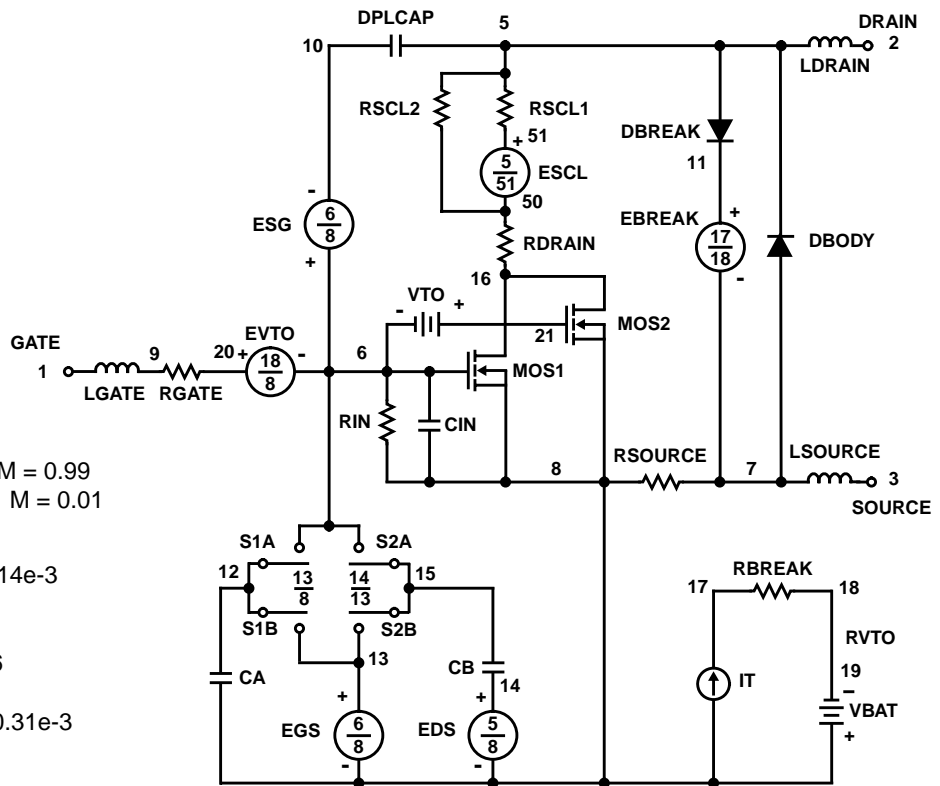 DPLCAP
5
DRAIN
2
10
LDRAIN
RSCL2
RSCL1
+ 51
5
51
ESCL
50
DBREAK
11
-
6
8
ESG
+
RDRAIN
EBREAK
+
17
18
-
DBODY
16
VTO
- +
21
MOS2
GATE
1
9
20
EVTO
+
18
8
-
6
MOS1
LGATE
RGATE
RIN
CIN
M = 0.99
M = 0.01
8
RSOURCE
7
LSOURCE
3
SOURCE
14e-3
S1A
S2A
12
13
8
14
13
15
S1B
S2B
13
RBREAK
17
18
RVTO
CA
CB
14
IT
19
-
VBAT
+
0.31e-3
+
EGS
6
8
-
+
EDS
5
8
-